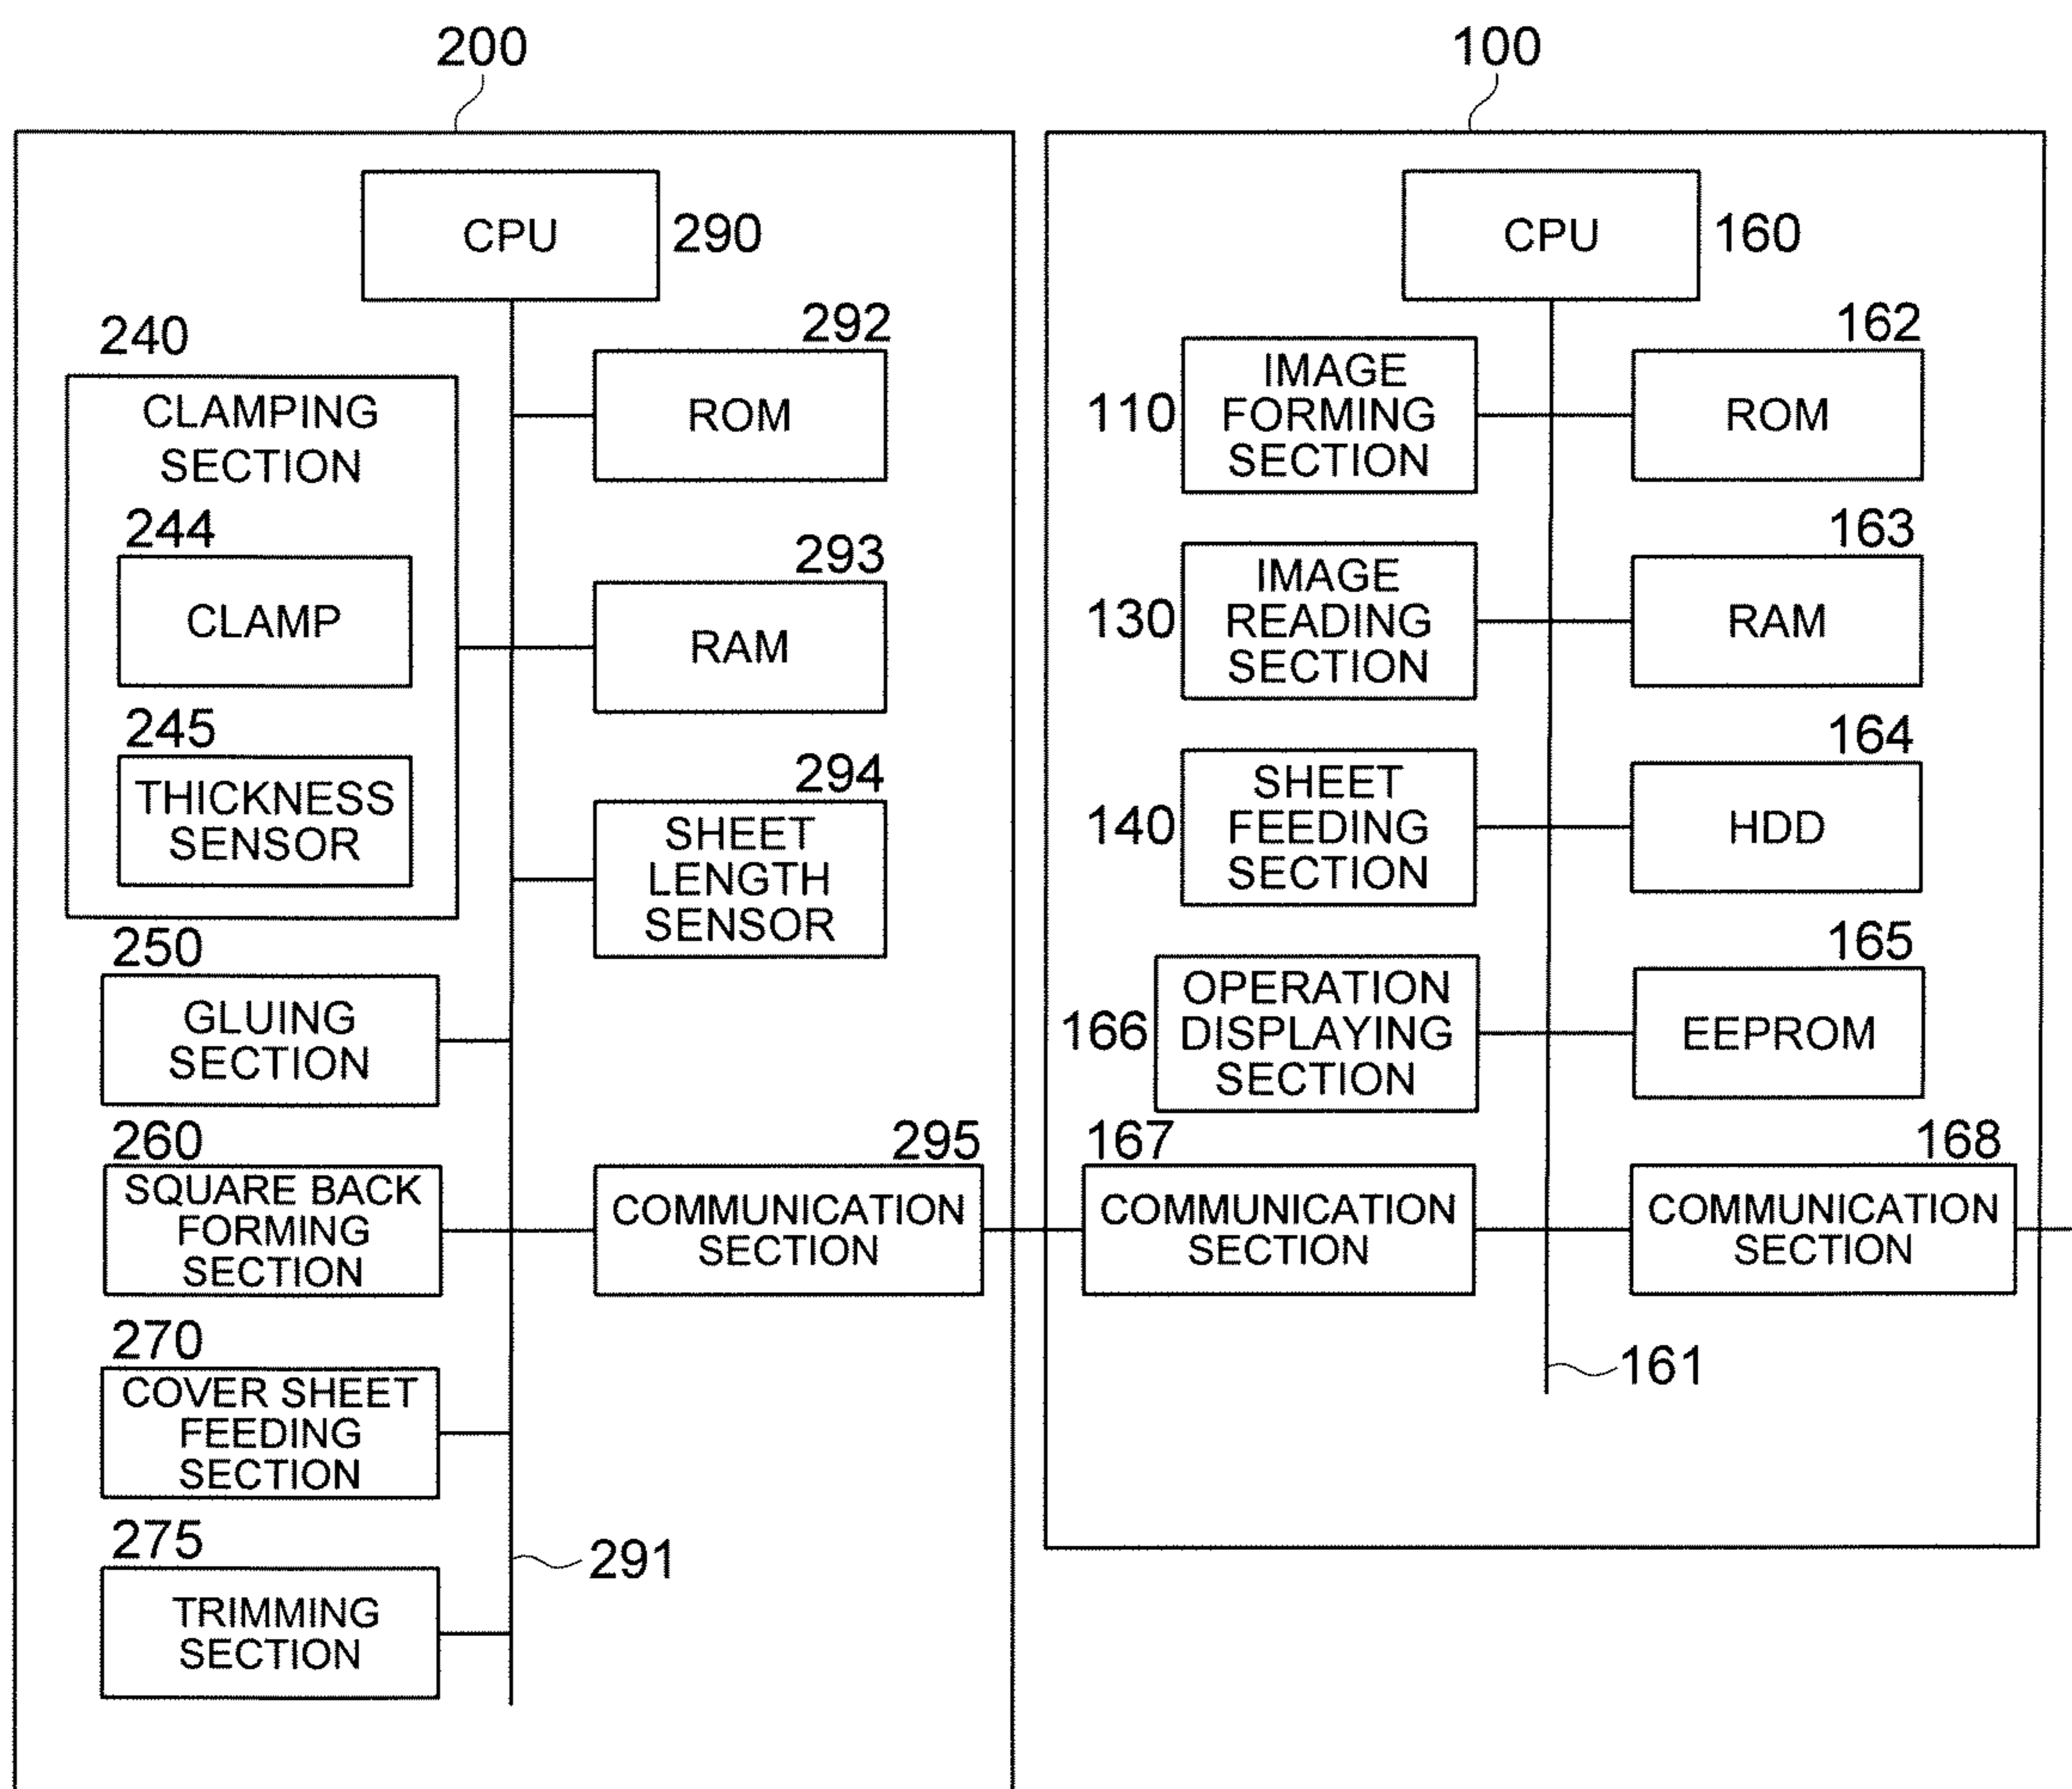 200
CPU
290
240
CLAMPING
SECTION
244
CLAMP
245
THICKNESS
SENSOR
292
ROM
293
RAM
294
SHEET
LENGTH
SENSOR
250
GLUING
SECTION
260
SQUARE BACK
FORMING
SECTION
295
COMMUNICATION
SECTION
270
COVER SHEET
FEEDING
SECTION
275
TRIMMING
SECTION
291
100
CPU
160
110
IMAGE
FORMING
SECTION
162
ROM
130
IMAGE
READING
SECTION
163
RAM
140
SHEET
FEEDING
SECTION
164
HDD
166
OPERATION
DISPLAYING
SECTION
165
EEPROM
167
COMMUNICATION
SECTION
168
COMMUNICATION
SECTION
161